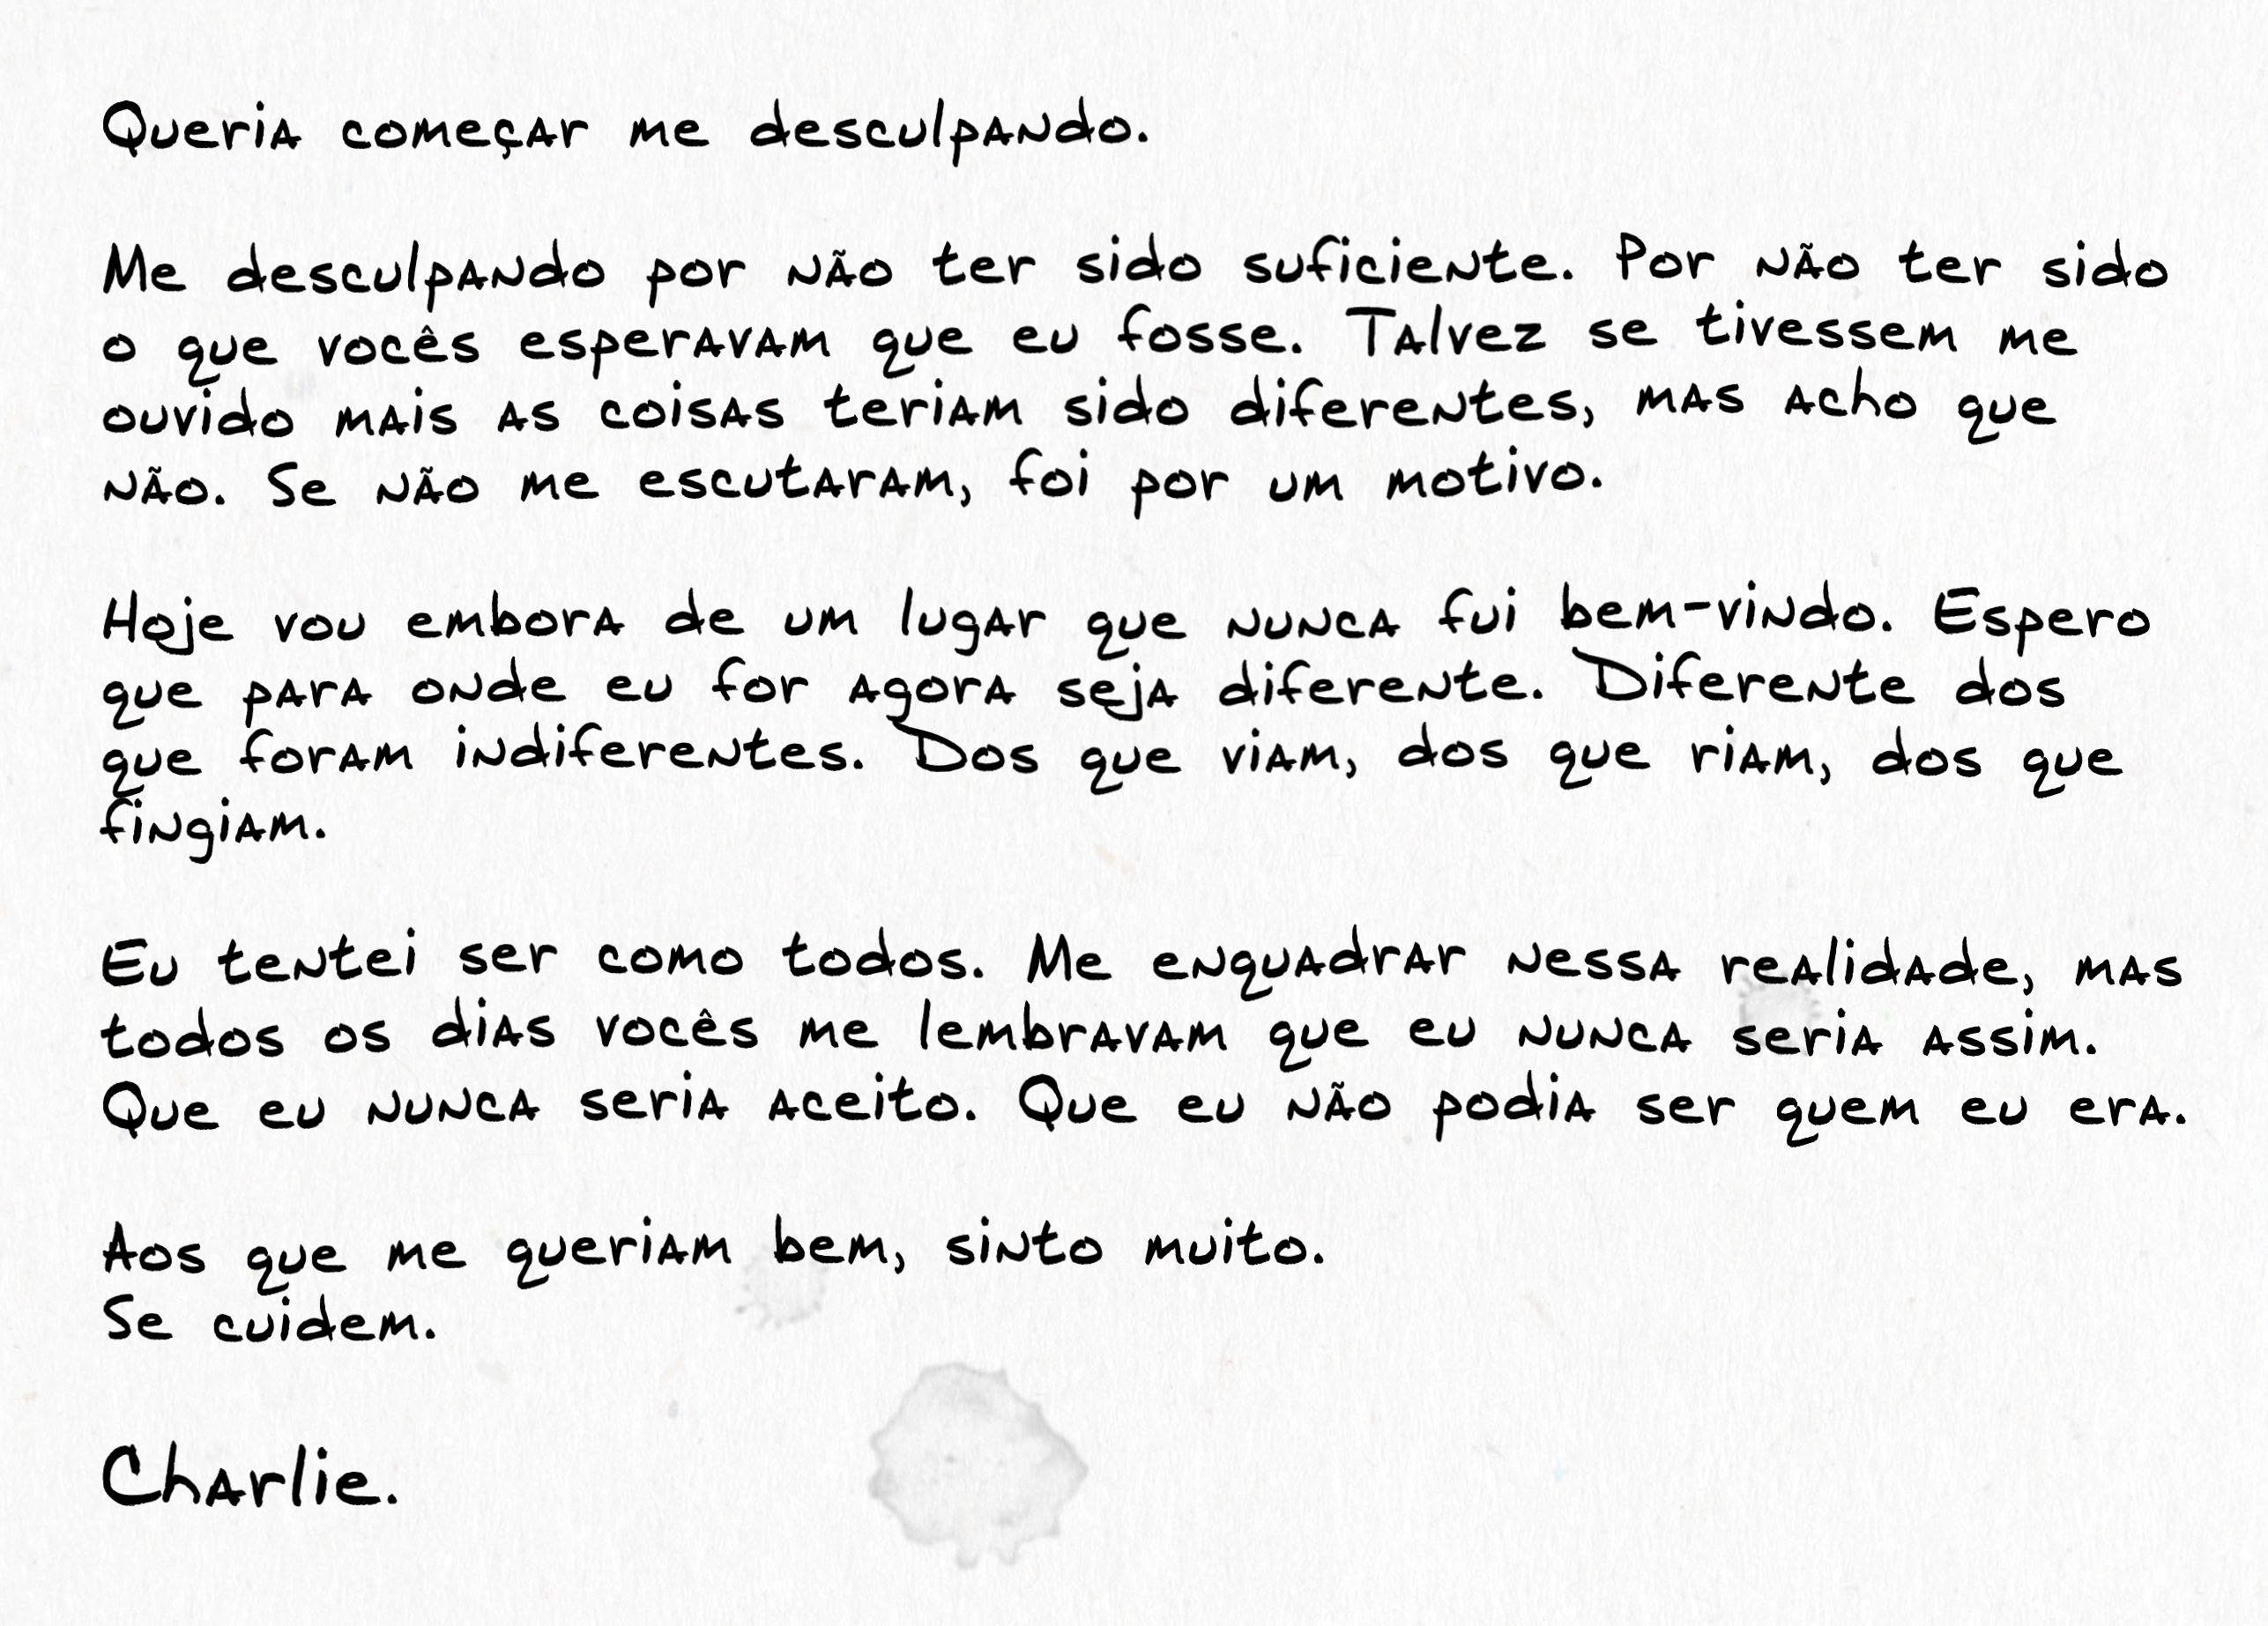 Queria começar me desculpando.
Me desculpando por não ter sido suficiente. Por não ter sido
o que vocês esperavam que eu fosse. Talvez se tivessem me
ouvido mais as coisas teriam sido diferentes, mas acho que
não. Se não me escutaram, foi por um motivo.
Hoje vou embora de um lugar que nunca fui bem-vindo. Espero
que para onde eu for agora seja diferente. Diferente dos
que foram indiferentes. Dos que viam, dos que riam, dos que
fingiam.
Eu tentei ser como todos. Me enquadrar nessa realidade, mas
todos os dias vocês me lembravam que eu nunca seria assim.
Que eu nunca seria aceito. Que eu não podia ser quem eu era.
Aos que me queriam bem, sinto muito.
Se cuidem.
Charlie.